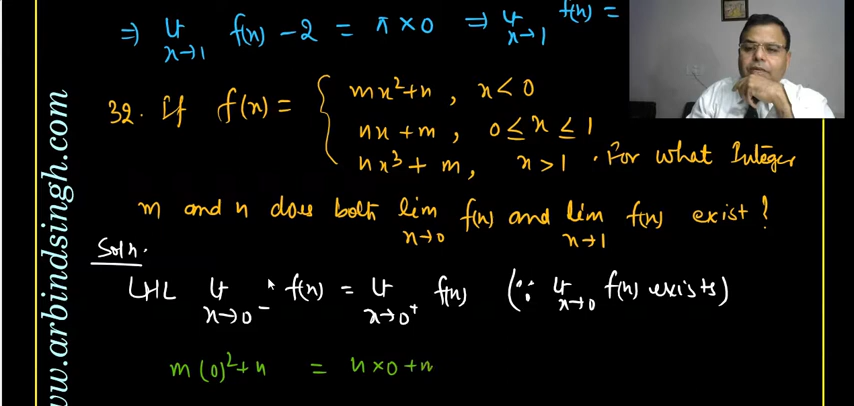 ⇒ Lt x→1 f(x) - 2 = π × 0 ⇒ Lt x→1 f(x) =
32. If f(x) = { mx²+n, x < 0
nx + m, 0 ≤ x ≤ 1
nx³ + m, x > 1 . For what Integer
m and n does both lim x→0 f(x) and lim x→1 f(x) exist?
Soln.
LHL Lt x→0- f(x) = Lt x→0+ f(x) (∵ Lt x→0 f(x) exists)
m(0)²+n = n×0+m
ww.arbindsingh.com